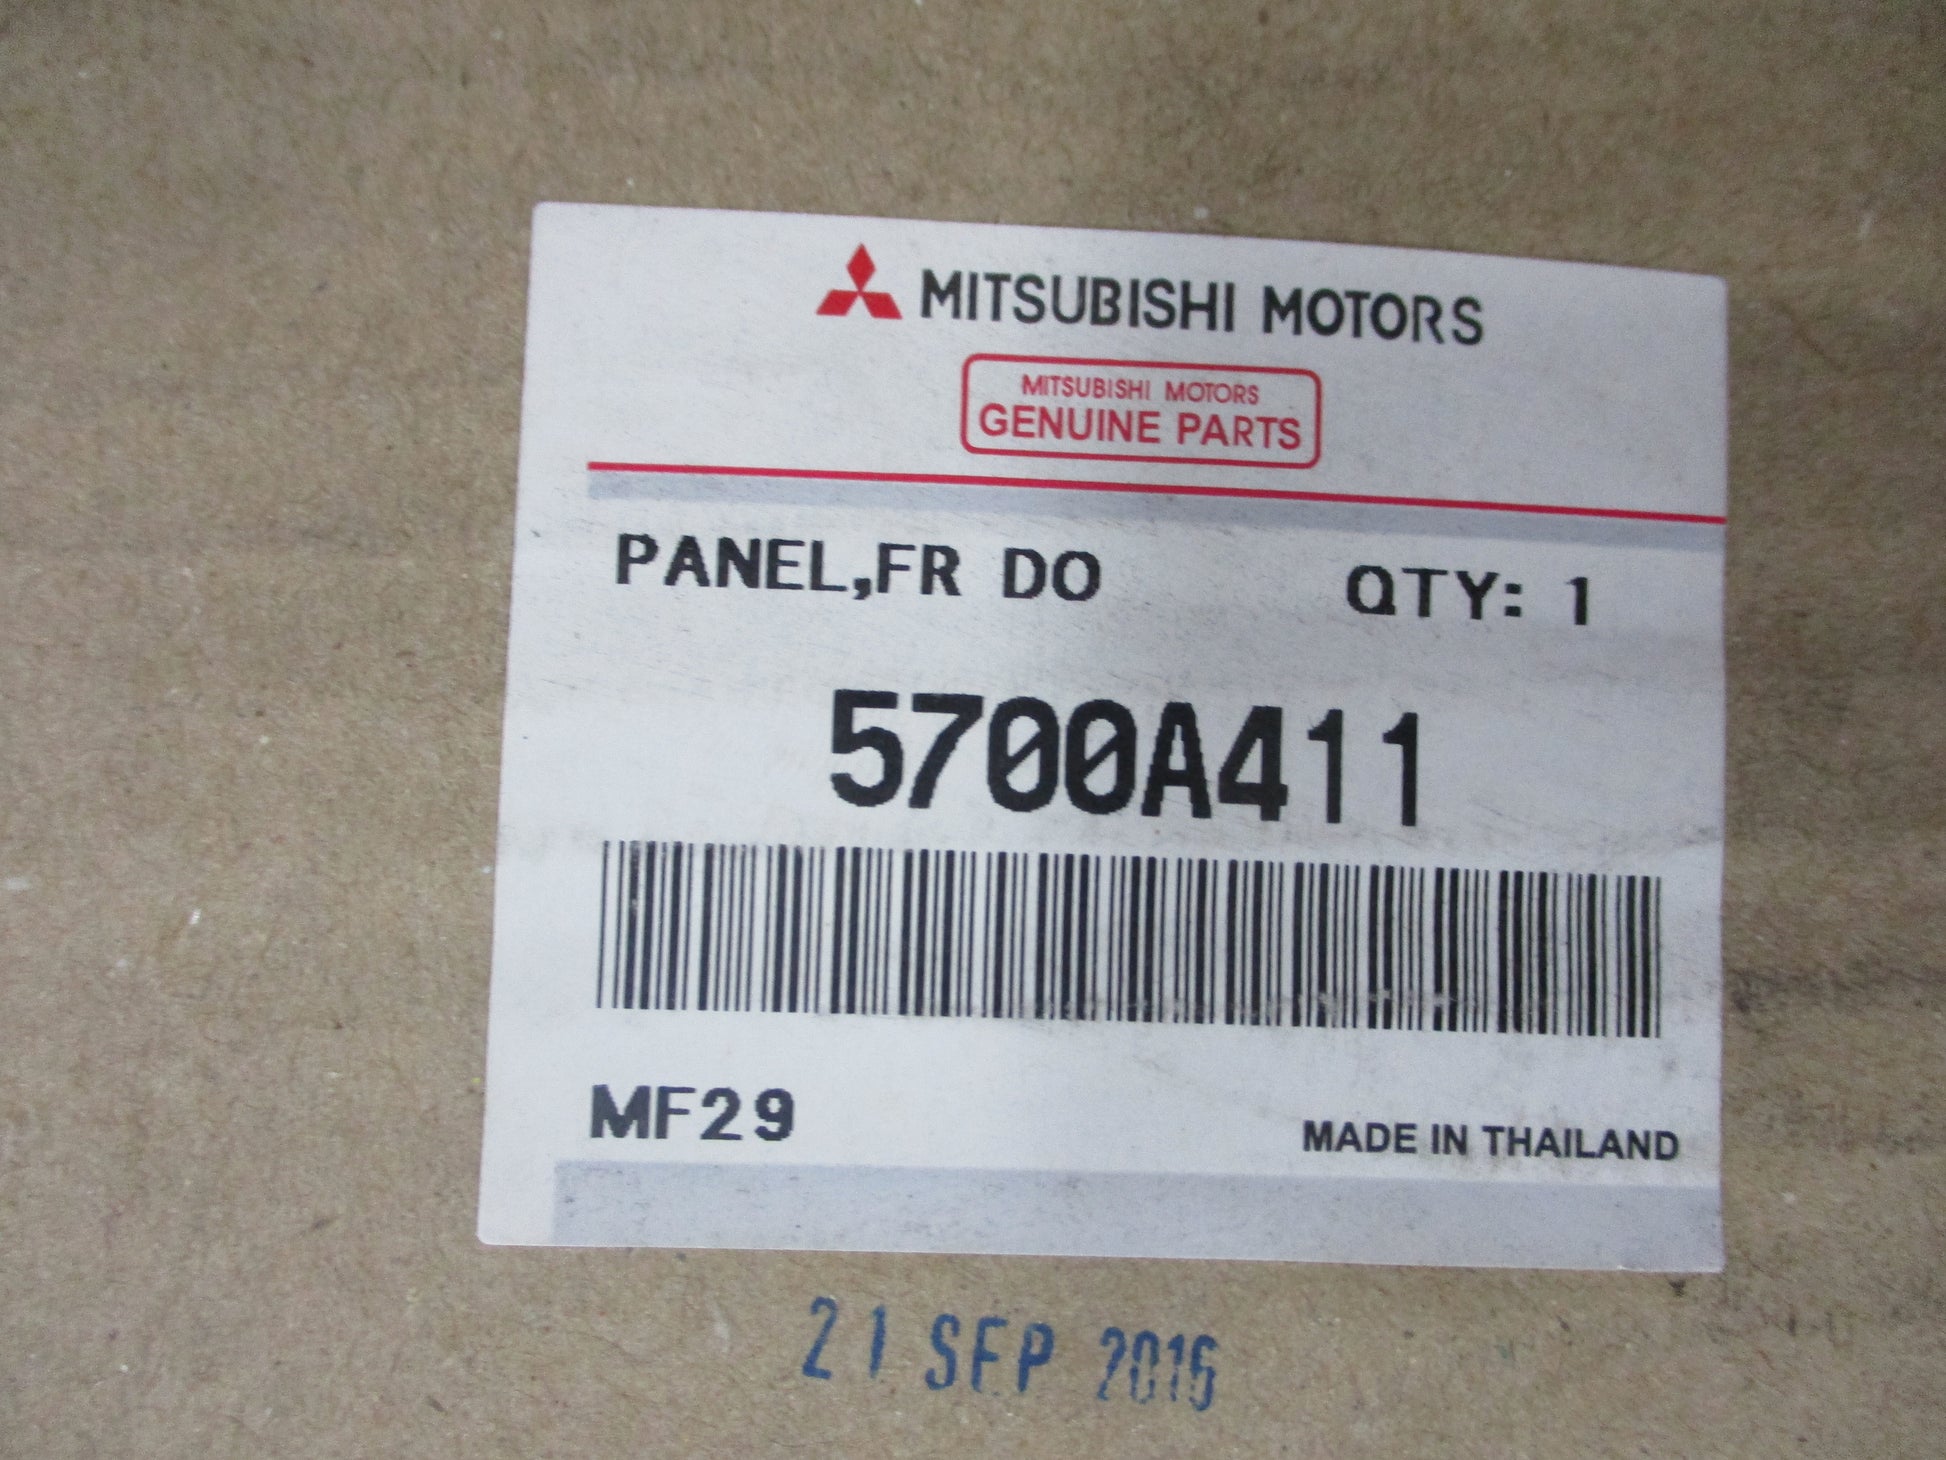 MITSUBISHI MOTORS
MITSUBISHI MOTORS
GENUINE PARTS
PANEL,FR DO QTY: 1
5700A411
MF29
MADE IN THAILAND
21 SEP 2016